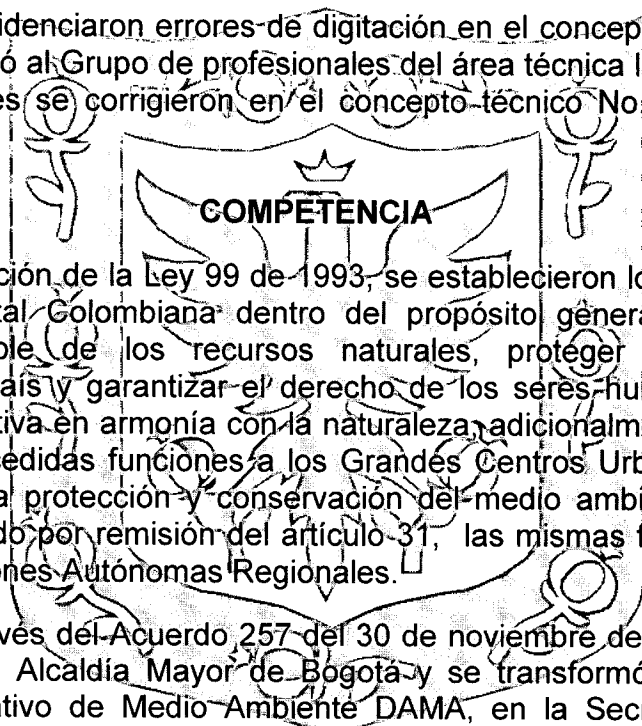 idenciaron errores de digitación en el concep
ó al Grupo de profesionales del área técnica l
es se corrigieron en el concepto técnico No.
COMPETENCIA
ción de la Ley 99 de 1993, se establecieron lo
tal Colombiana dentro del propósito genera
ble de los recursos naturales, proteger
aís y garantizar el derecho de los seres hu
tiva en armonía con la naturaleza, adicionalm
edidas funciones a los Grandes Centros Urb
a protección y conservación del medio ambi
do por remisión del artículo 31, las mismas f
nes Autónomas Regionales.
vés del Acuerdo 257 del 30 de noviembre de
Alcaldía Mayor de Bogotá y se transformó
ativo de Medio Ambiente DAMA, en la Sec